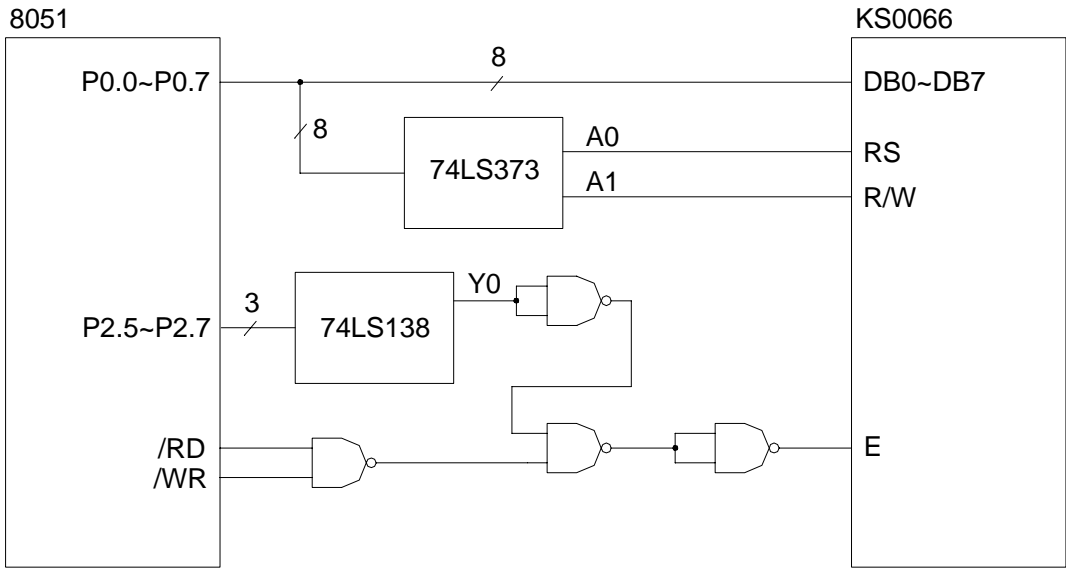 8051
KS0066
P0.0~P0.7
8
DB0~DB7
8
74LS373
A0
RS
A1
R/W
Y0
3
P2.5~P2.7
74LS138
/RD
/WR
E